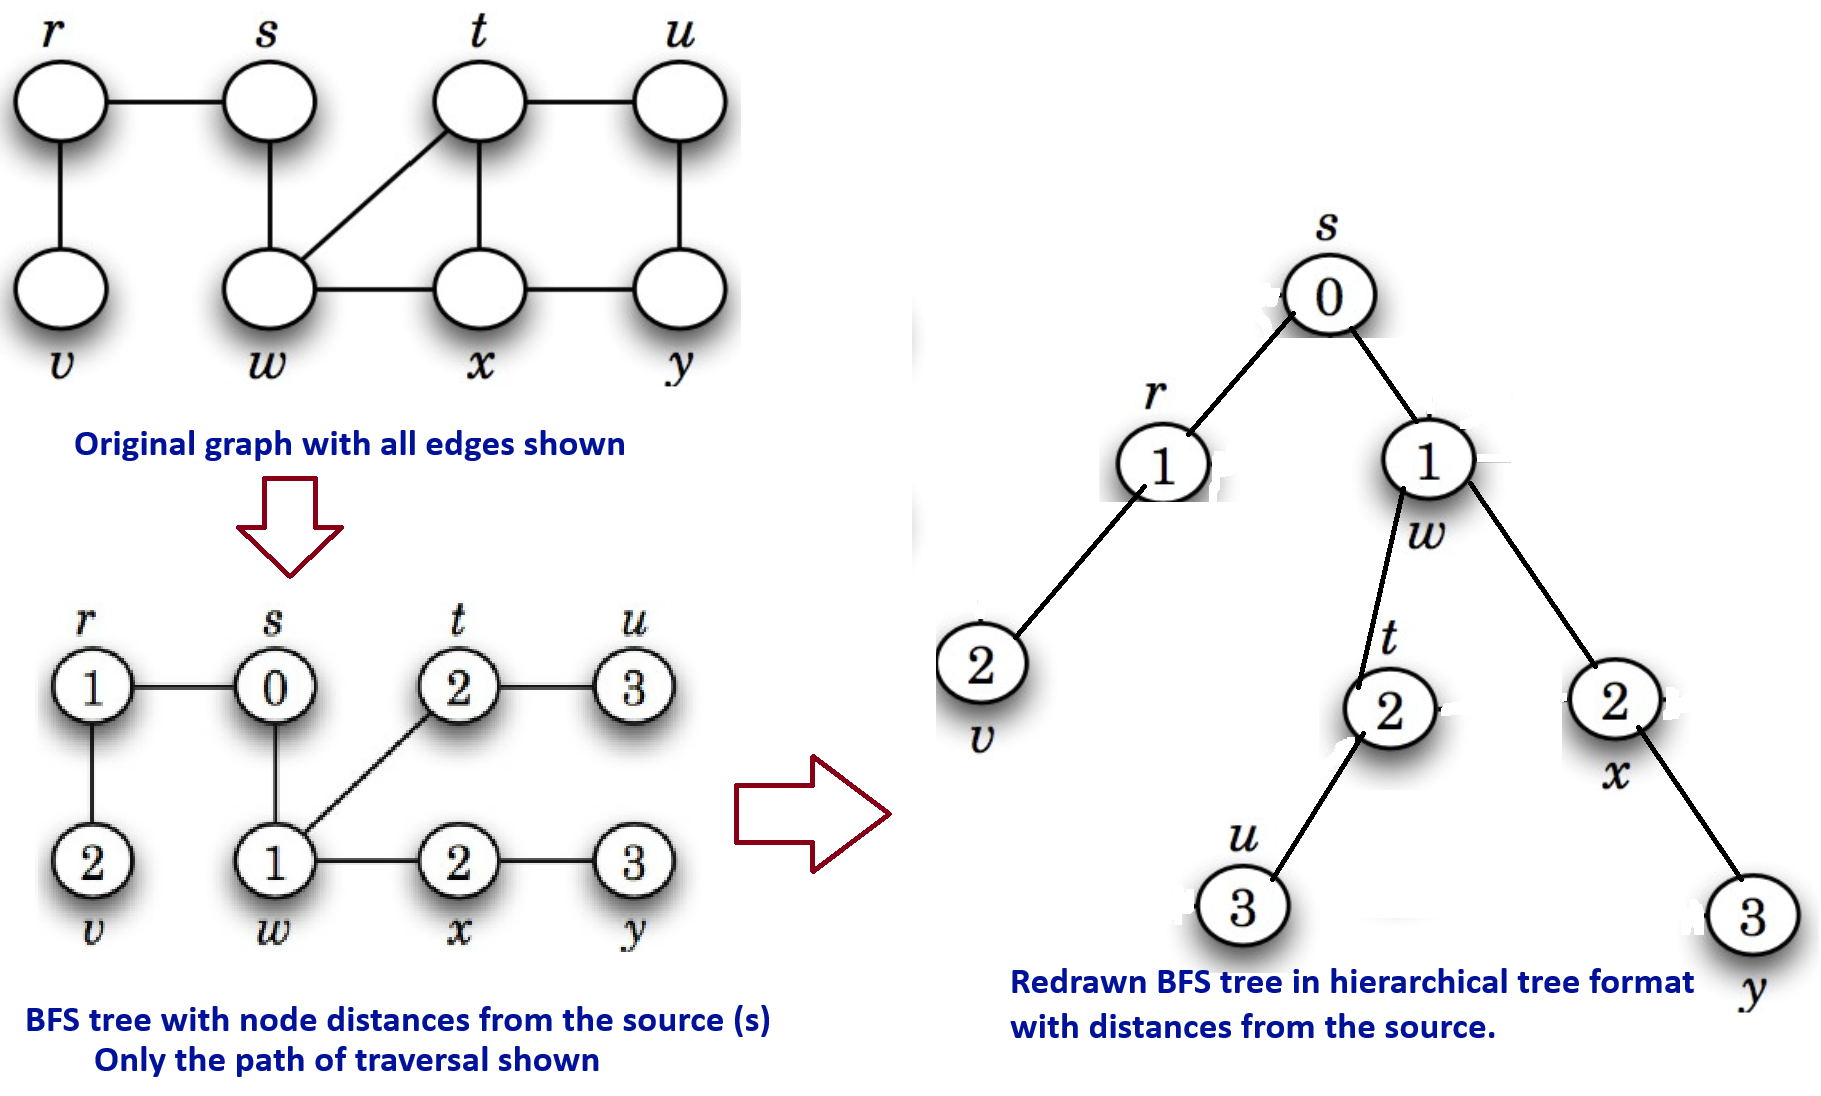 r s t u
v w x y
Original graph with all edges shown
r s t u
1 0 2 3
2 1 2 3
v w x y
BFS tree with node distances from the source (s)
Only the path of traversal shown
s
0
r
1 1
w
t
2 2 2
v x
u
3 3
y
Redrawn BFS tree in hierarchical tree format
with distances from the source.